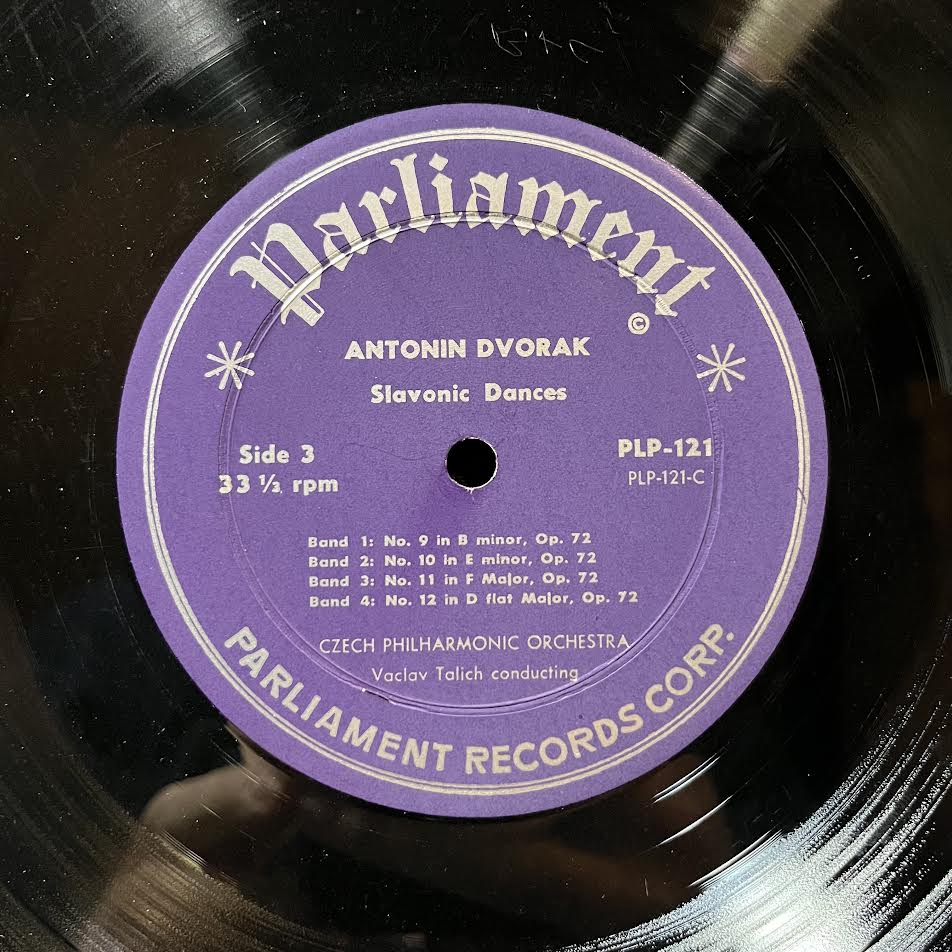 Parliament
©
ANTONIN DVORAK
Slavonic Dances
Side 3
33 ½ rpm
PLP-121
PLP-121-C
Band 1: No. 9 in B minor, Op. 72
Band 2: No. 10 in E minor, Op. 72
Band 3: No. 11 in F Major, Op. 72
Band 4: No. 12 in D flat Major, Op. 72
CZECH PHILHARMONIC ORCHESTRA
Vaclav Talich conducting
PARLIAMENT RECORDS CORP.